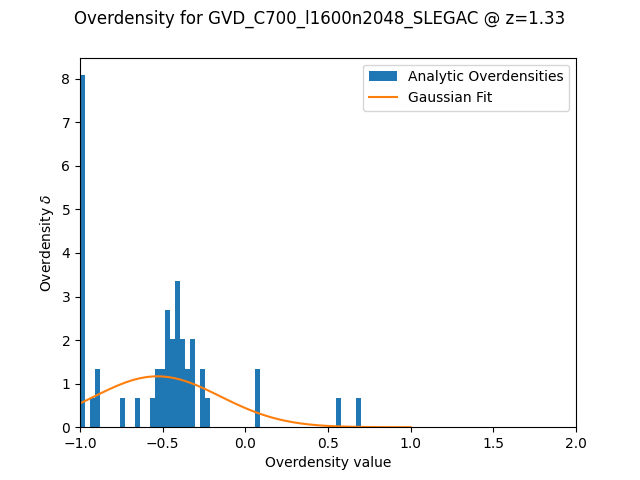 Overdensity for GVD_C700_l1600n2048_SLEGAC @ z=1.33
Analytic Overdensities
Gaussian Fit
Overdensity δ
8
7
6
5
4
3
2
1
0
−1.0 −0.5 0.0 0.5 1.0 1.5 2.0
Overdensity value